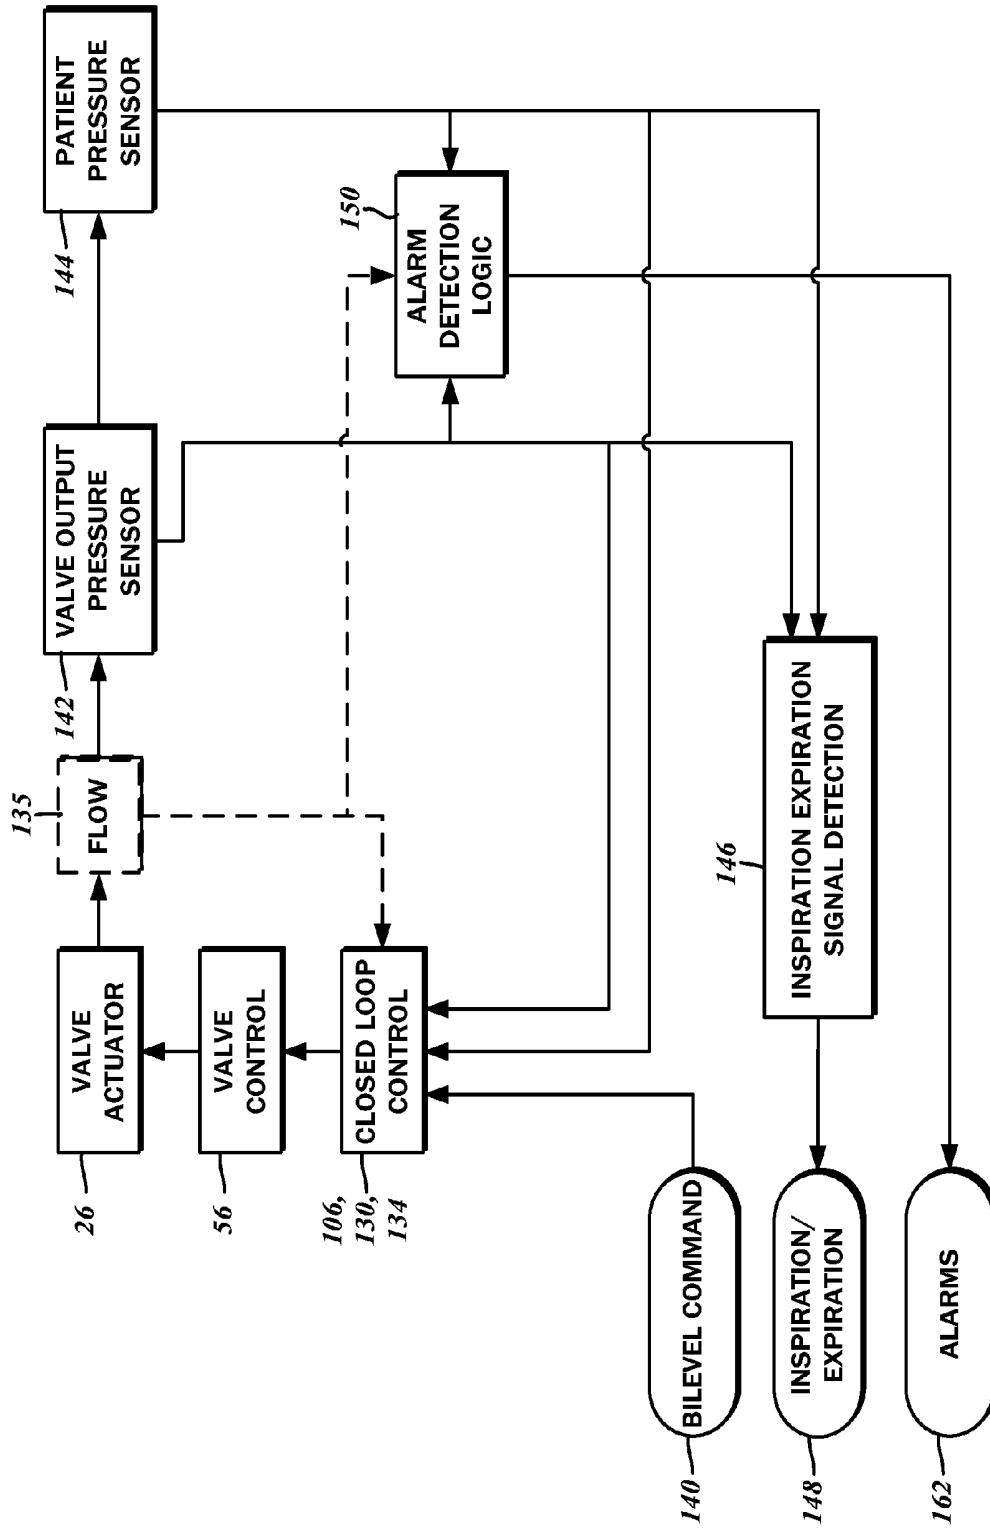 26
VALVE
ACTUATOR
135
FLOW
142
VALVE OUTPUT
PRESSURE
SENSOR
144
PATIENT
PRESSURE
SENSOR
56
VALVE
CONTROL
106,
130,
134
CLOSED LOOP
CONTROL
150
ALARM
DETECTION
LOGIC
140
BILEVEL COMMAND
146
INSPIRATION EXPIRATION
SIGNAL DETECTION
148
INSPIRATION/
EXPIRATION
162
ALARMS